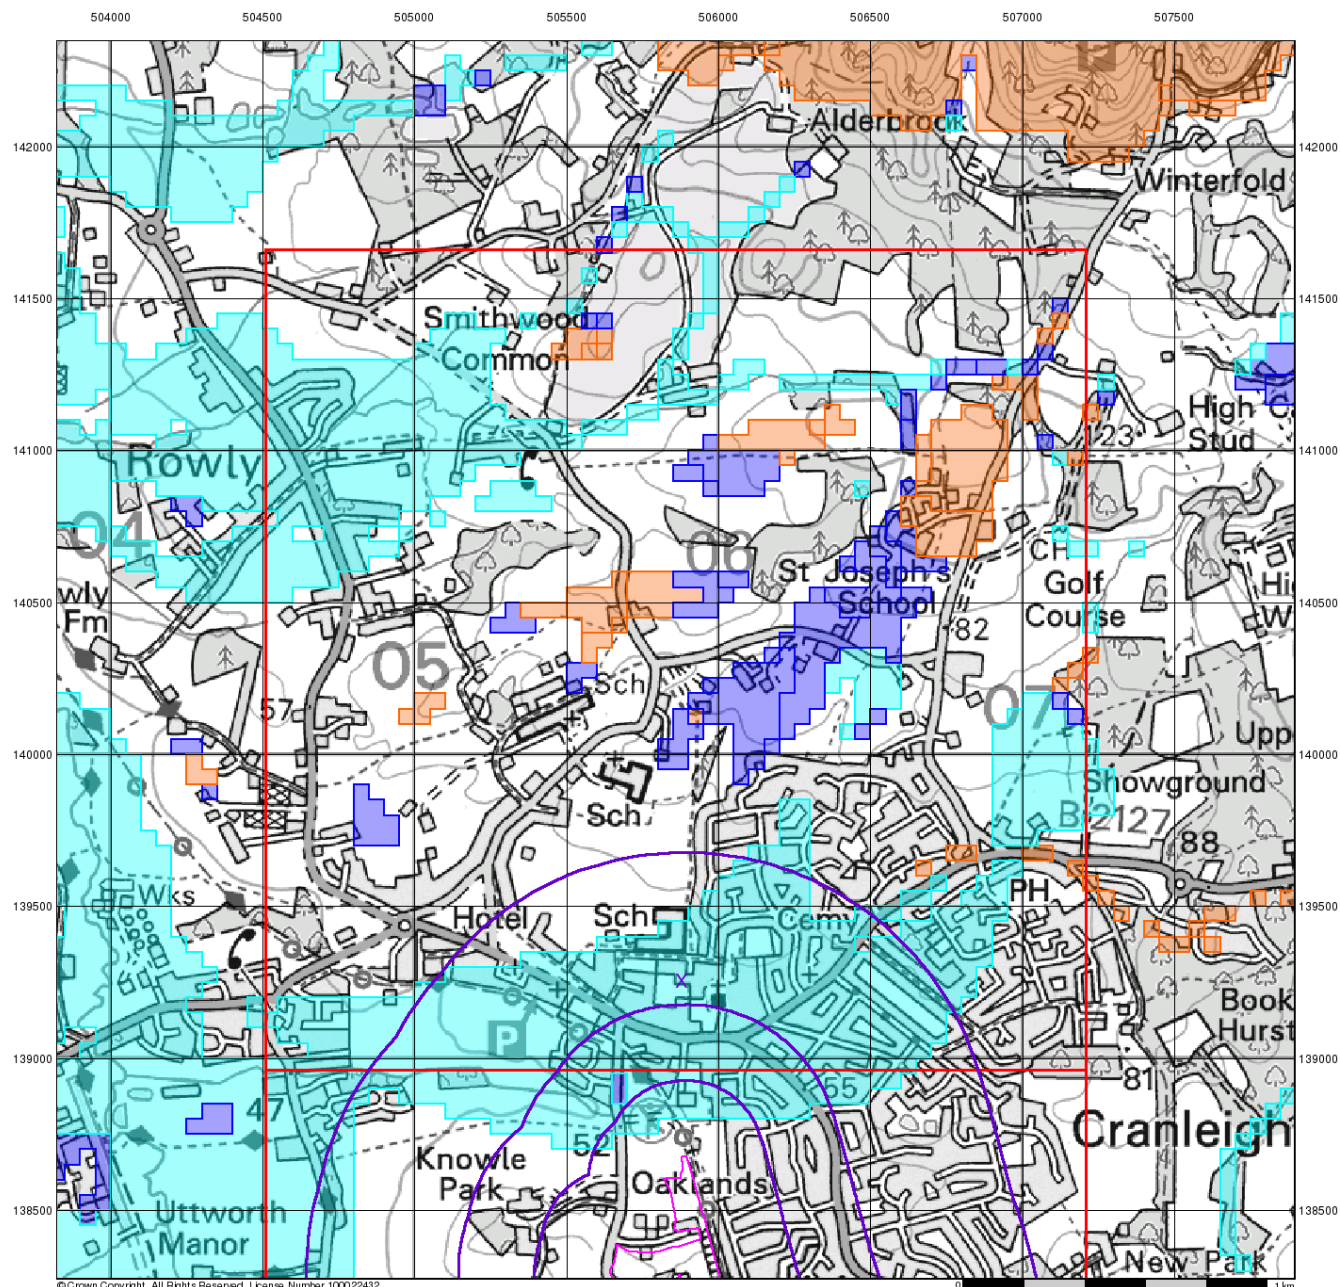 504000 504500 505000 505500 506000 506500 507000 507500
P
Alderbrook
142000 142000
Winterfold
141500 141500
Smithwood
Common
High C
Stud
123
141000 141000
Rowly
04
06
CH
Golf
Course
St Joseph's
School
wly
Fm
Hi
W
140500 140500
82
05
Sch
07
57
Upp
140000 140000
Showground
B2127
Sch
88
Wks
PH
139500 139500
Hotel
Sch
Cemy
Book
Hurst
P
139000 139000
55
81
47
Cranleigh
52
Knowle
Park
Oaklands
138500 138500
Uttworth
Manor
New Park
© Crown Copyright. All Rights Reserved. License Number 100022432
0 1 km